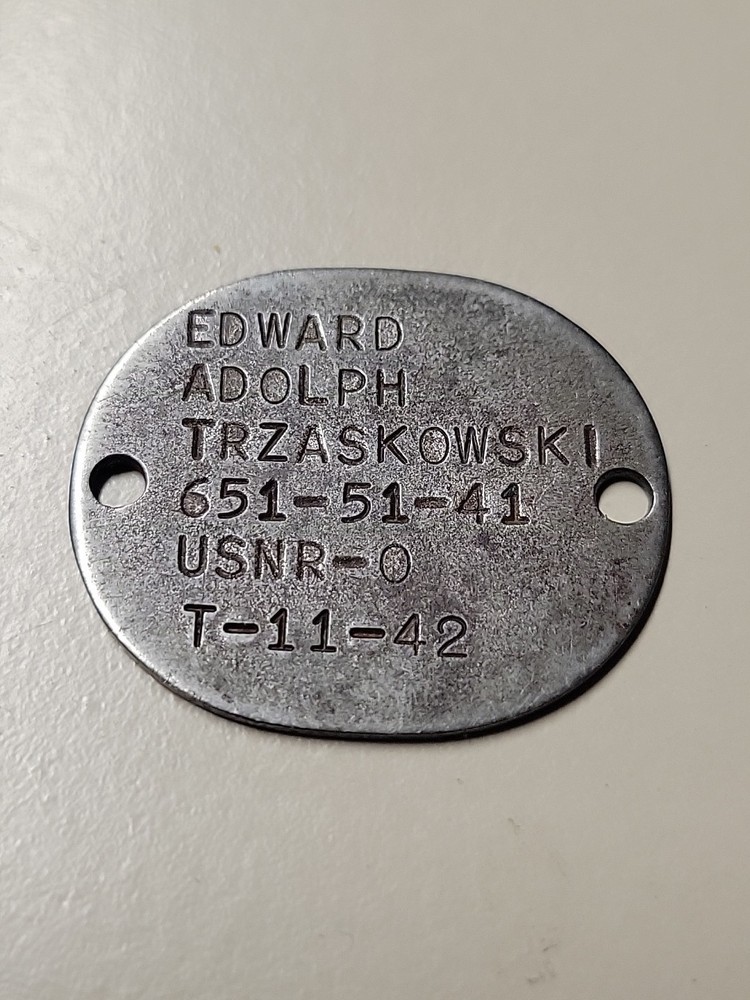 EDWARD
ADOLPH
TRZASKOWSKI
651-51-41
USNR-O
T-11-42